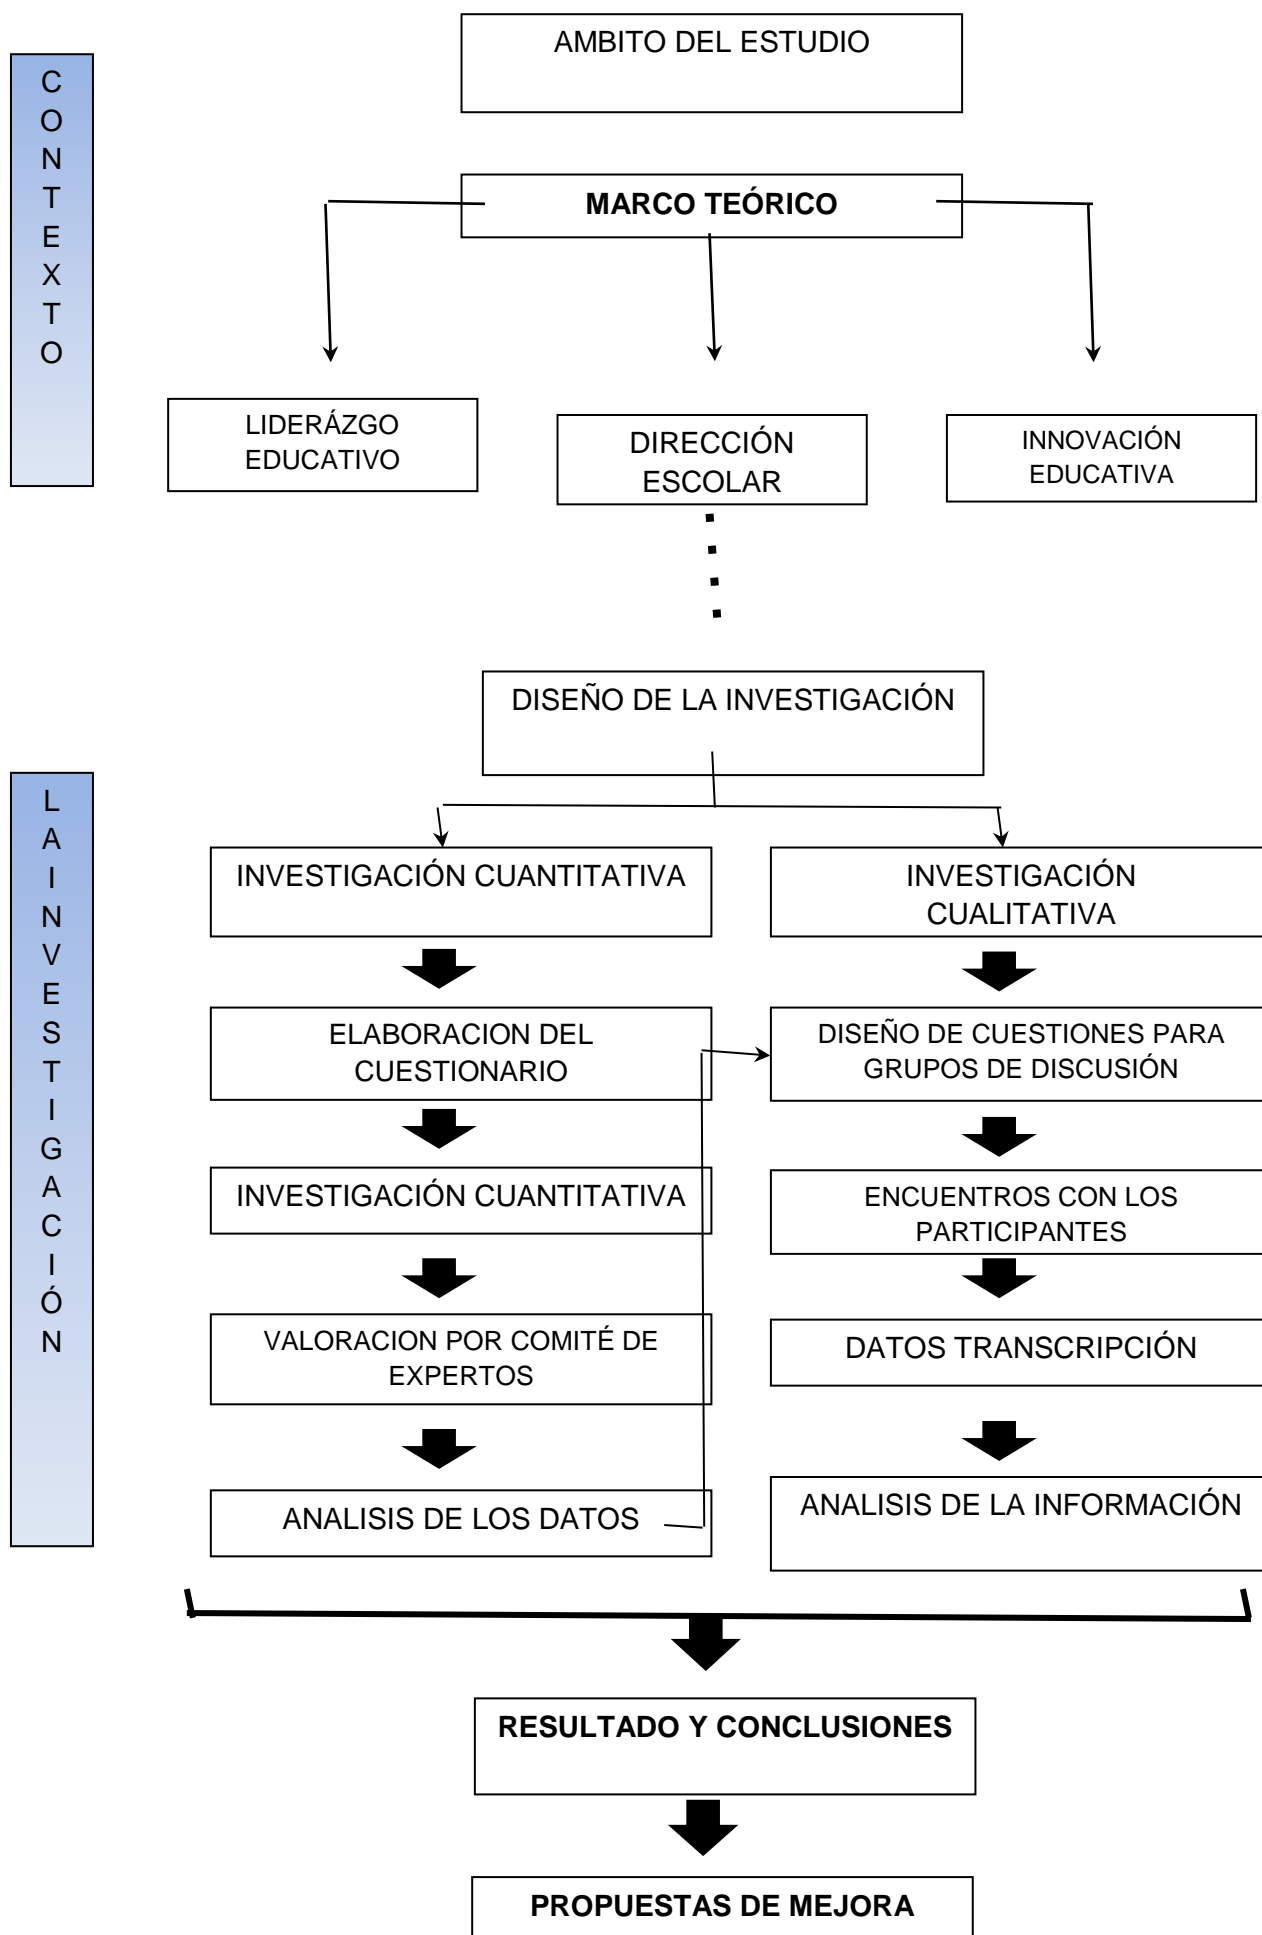 AMBITO DEL ESTUDIO
C
O
N
T
E
X
T
O
MARCO TEÓRICO
LIDERÁZGO
EDUCATIVO
DIRECCIÓN
ESCOLAR
INNOVACIÓN
EDUCATIVA
DISEÑO DE LA INVESTIGACIÓN
L
A
I
N
V
E
S
T
I
G
A
C
I
Ó
N
INVESTIGACIÓN CUANTITATIVA
INVESTIGACIÓN
CUALITATIVA
ELABORACION DEL
CUESTIONARIO
DISEÑO DE CUESTIONES PARA
GRUPOS DE DISCUSIÓN
INVESTIGACIÓN CUANTITATIVA
ENCUENTROS CON LOS
PARTICIPANTES
VALORACION POR COMITÉ DE
EXPERTOS
DATOS TRANSCRIPCIÓN
ANALISIS DE LOS DATOS
ANALISIS DE LA INFORMACIÓN
RESULTADO Y CONCLUSIONES
PROPUESTAS DE MEJORA